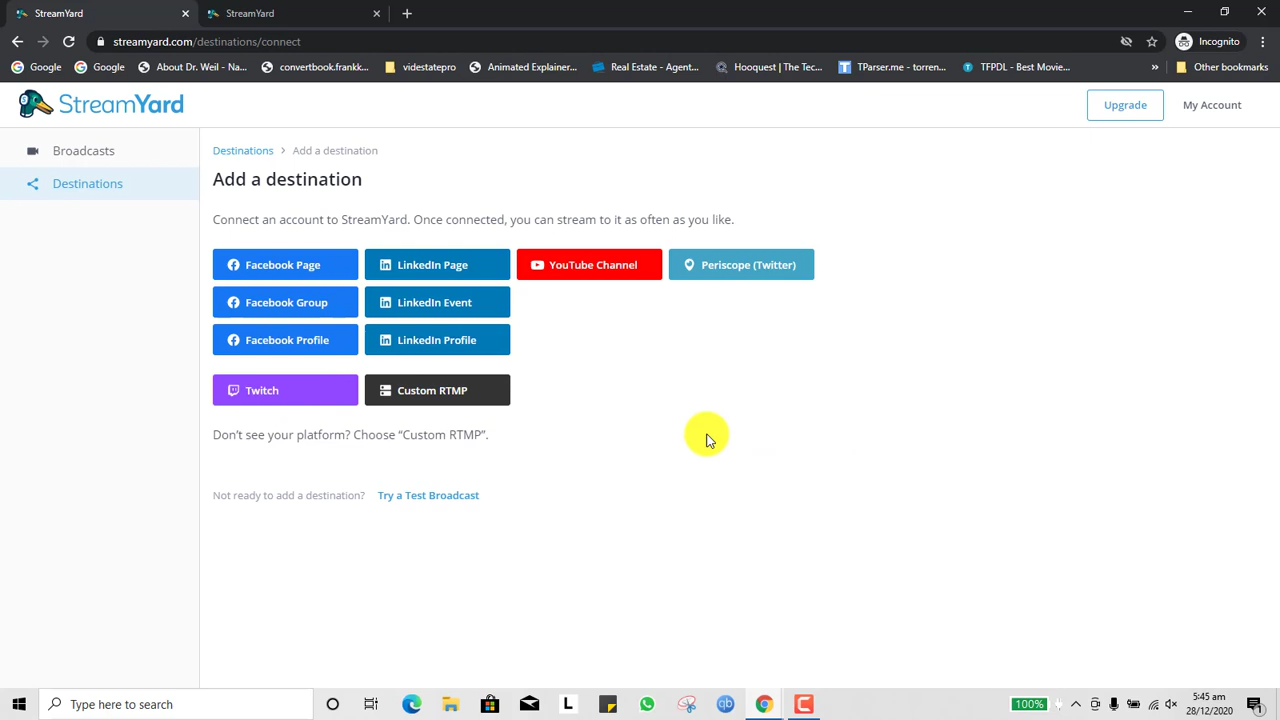 StreamYard
StreamYard
streamyard.com/destinations/connect
Incognito
Google
Google
About Dr. Weil - Na...
convertbook.frankk...
videstatepro
Animated Explainer...
Real Estate - Agent...
Hooquest | The Tec...
TParser.me - torren...
TFPDL - Best Movie...
»
Other bookmarks
StreamYard
Upgrade
My Account
Broadcasts
Destinations
Destinations > Add a destination
Add a destination
Connect an account to StreamYard. Once connected, you can stream to it as often as you like.
Facebook Page
LinkedIn Page
YouTube Channel
Periscope (Twitter)
Facebook Group
LinkedIn Event
Facebook Profile
LinkedIn Profile
Twitch
Custom RTMP
Don't see your platform? Choose “Custom RTMP”.
Not ready to add a destination? Try a Test Broadcast
Type here to search
100%
5:45 am
28/12/2020